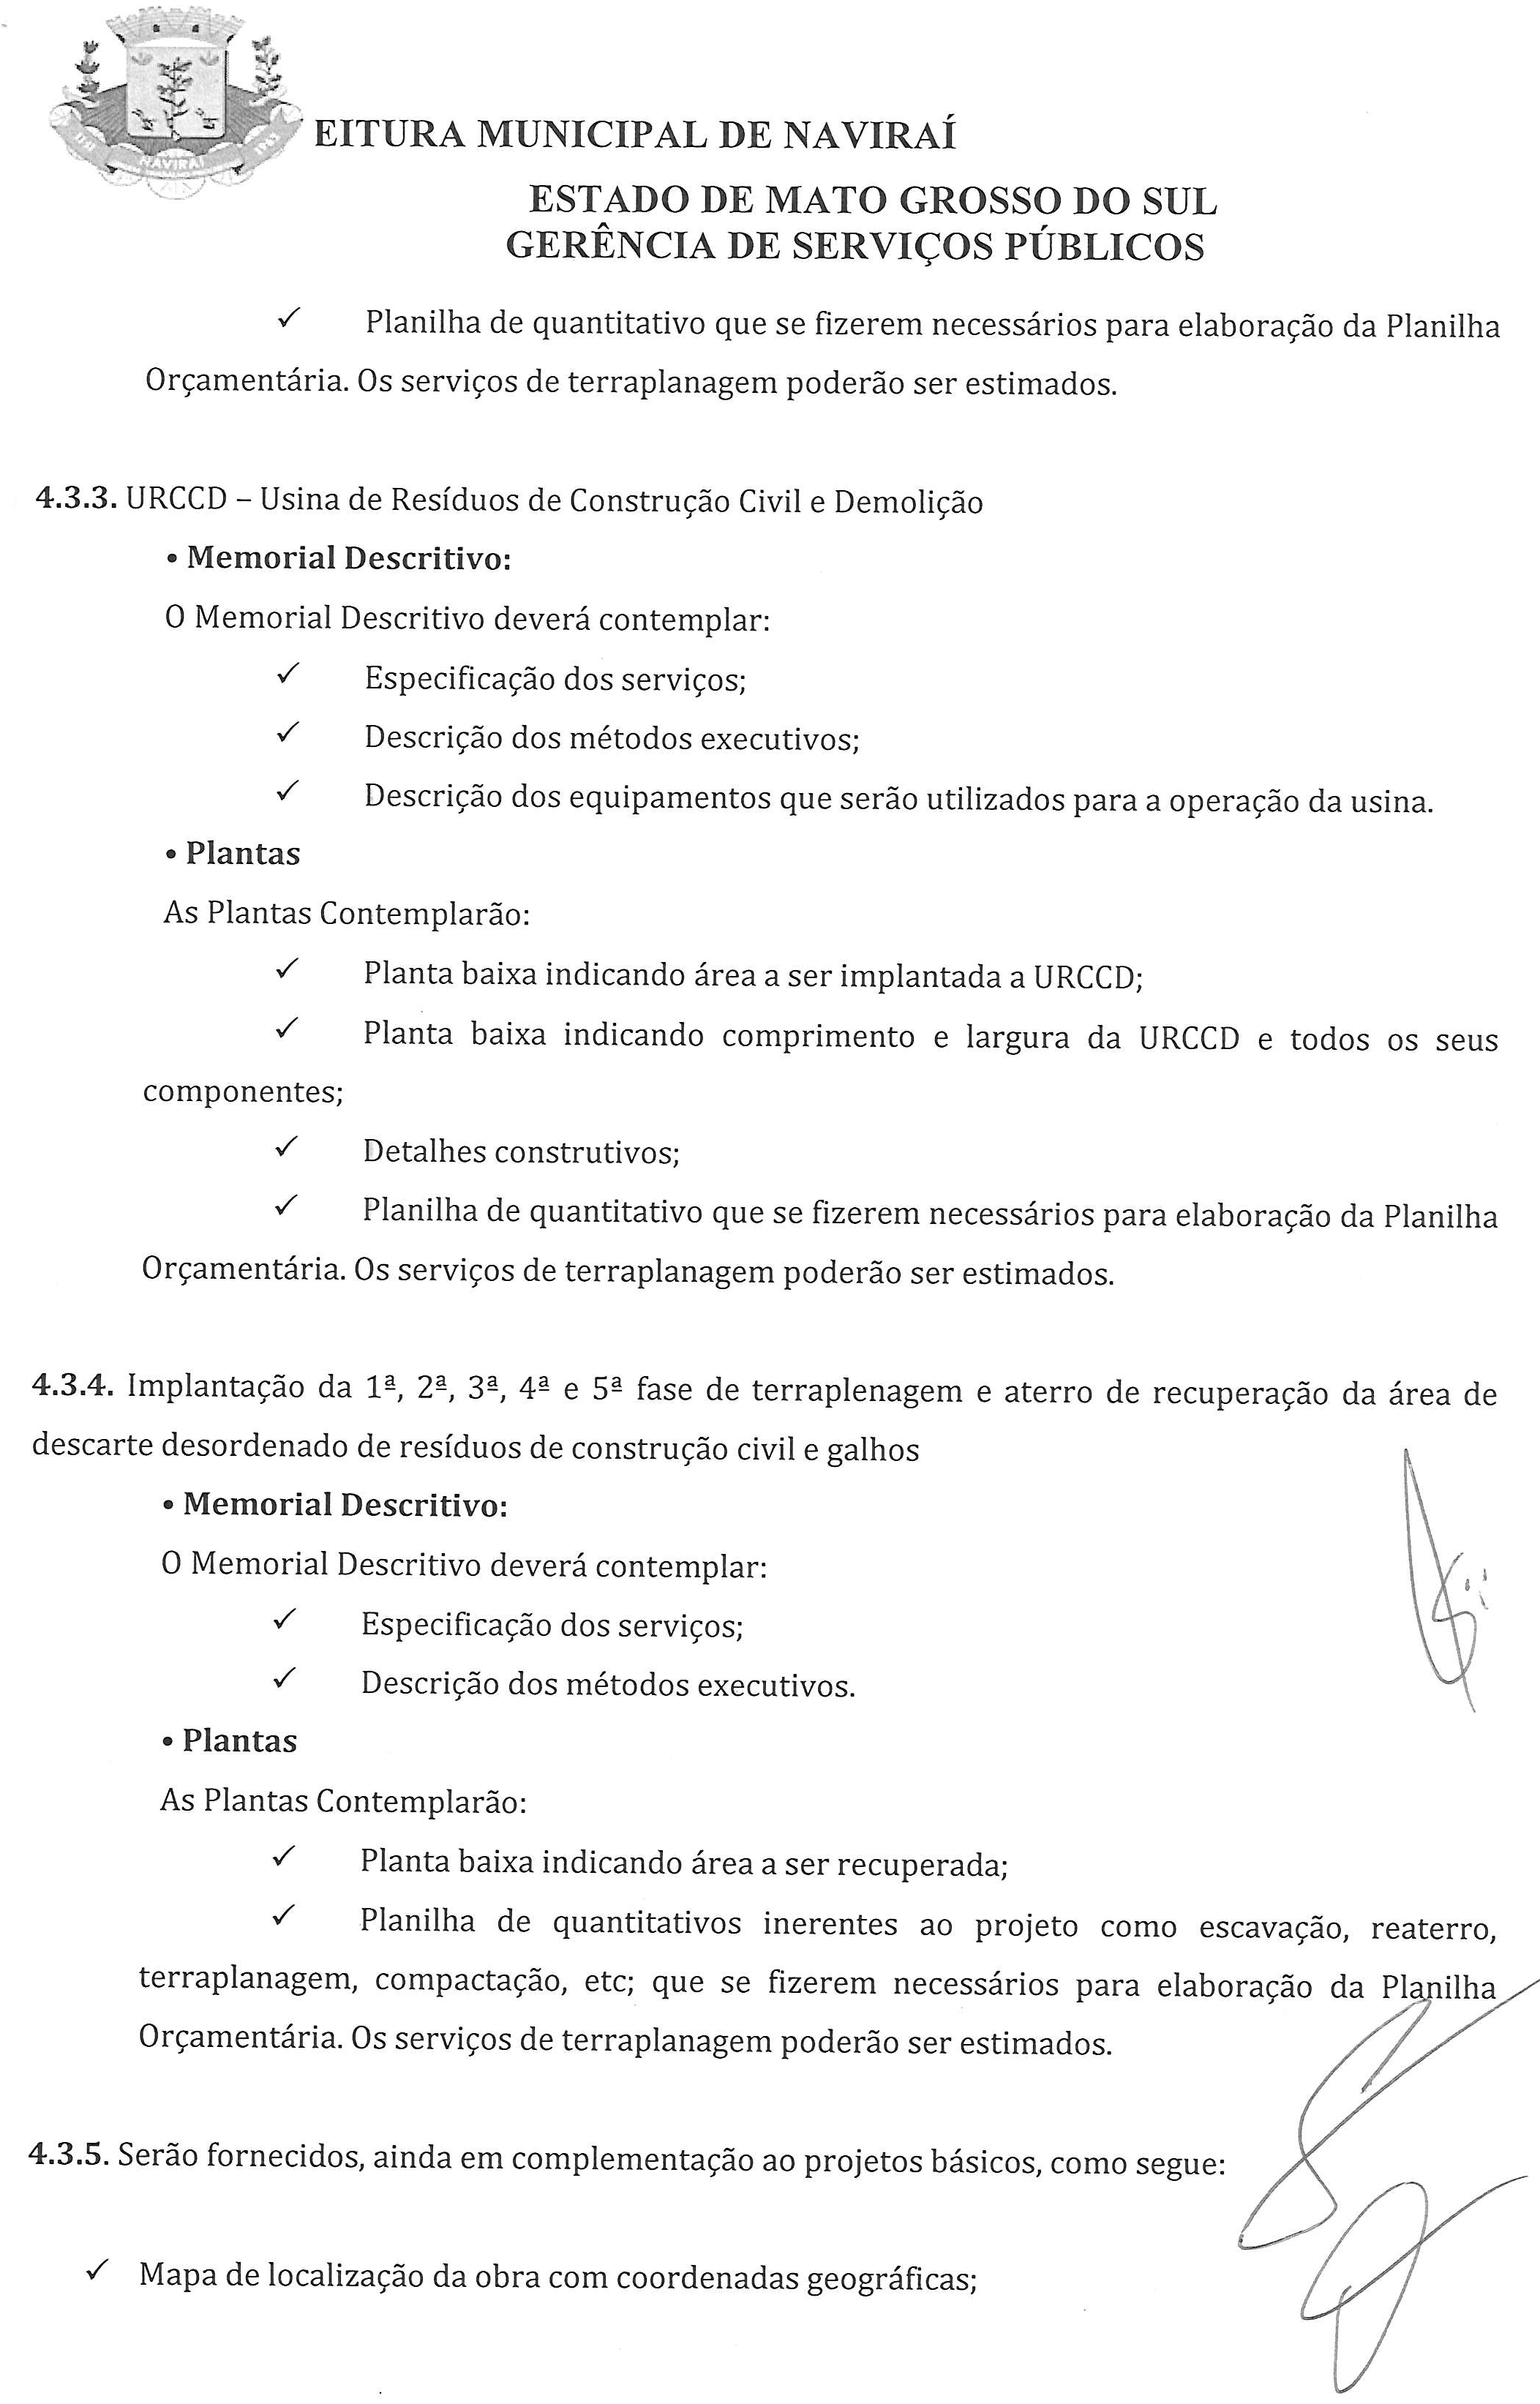 NAVIRAÍ
1963
EITURA MUNICIPAL DE NAVIRAÍ
ESTADO DE MATO GROSSO DO SUL
GERÊNCIA DE SERVIÇOS PÚBLICOS
✓ Planilha de quantitativo que se fizerem necessários para elaboração da Planilha
Orçamentária. Os serviços de terraplanagem poderão ser estimados.
4.3.3. URCCD – Usina de Resíduos de Construção Civil e Demolição
• Memorial Descritivo:
O Memorial Descritivo deverá contemplar:
✓ Especificação dos serviços;
✓ Descrição dos métodos executivos;
✓ Descrição dos equipamentos que serão utilizados para a operação da usina.
• Plantas
As Plantas Contemplarão:
✓ Planta baixa indicando área a ser implantada a URCCD;
✓ Planta baixa indicando comprimento e largura da URCCD e todos os seus
componentes;
✓ Detalhes construtivos;
✓ Planilha de quantitativo que se fizerem necessários para elaboração da Planilha
Orçamentária. Os serviços de terraplanagem poderão ser estimados.
4.3.4. Implantação da 1ª, 2ª, 3ª, 4ª e 5ª fase de terraplenagem e aterro de recuperação da área de
descarte desordenado de resíduos de construção civil e galhos
• Memorial Descritivo:
O Memorial Descritivo deverá contemplar:
✓ Especificação dos serviços;
✓ Descrição dos métodos executivos.
• Plantas
As Plantas Contemplarão:
✓ Planta baixa indicando área a ser recuperada;
✓ Planilha de quantitativos inerentes ao projeto como escavação, reaterro,
terraplanagem, compactação, etc; que se fizerem necessários para elaboração da Planilha
Orçamentária. Os serviços de terraplanagem poderão ser estimados.
4.3.5. Serão fornecidos, ainda em complementação ao projetos básicos, como segue:
✓ Mapa de localização da obra com coordenadas geográficas;